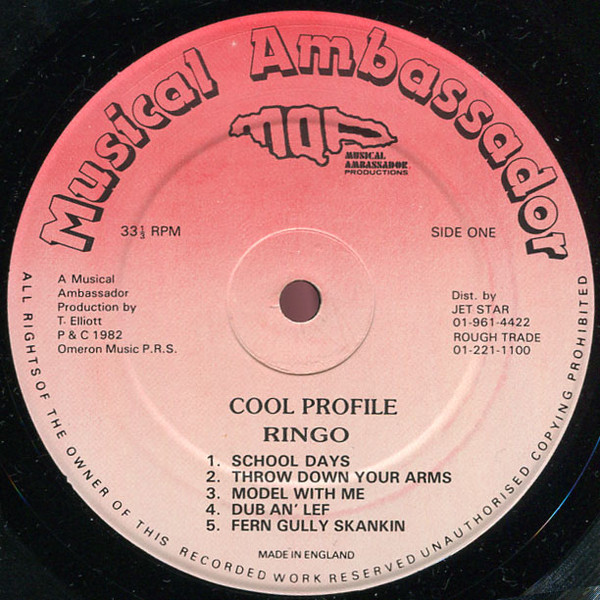 Musical Ambassador
MAP
MUSICAL
AMBASSADOR
PRODUCTIONS
33⅓ RPM
SIDE ONE
A Musical
Ambassador
Production by
T. Elliott
P & C 1982
Omeron Music P.R.S.
Dist. by
JET STAR
01-961-4422
ROUGH TRADE
01-221-1100
COOL PROFILE
RINGO
1. SCHOOL DAYS
2. THROW DOWN YOUR ARMS
3. MODEL WITH ME
4. DUB AN' LEF
5. FERN GULLY SKANKIN
MADE IN ENGLAND
ALL RIGHTS OF THE OWNER OF THIS RECORDED WORK RESERVED UNAUTHORISED COPYING PROHIBITED